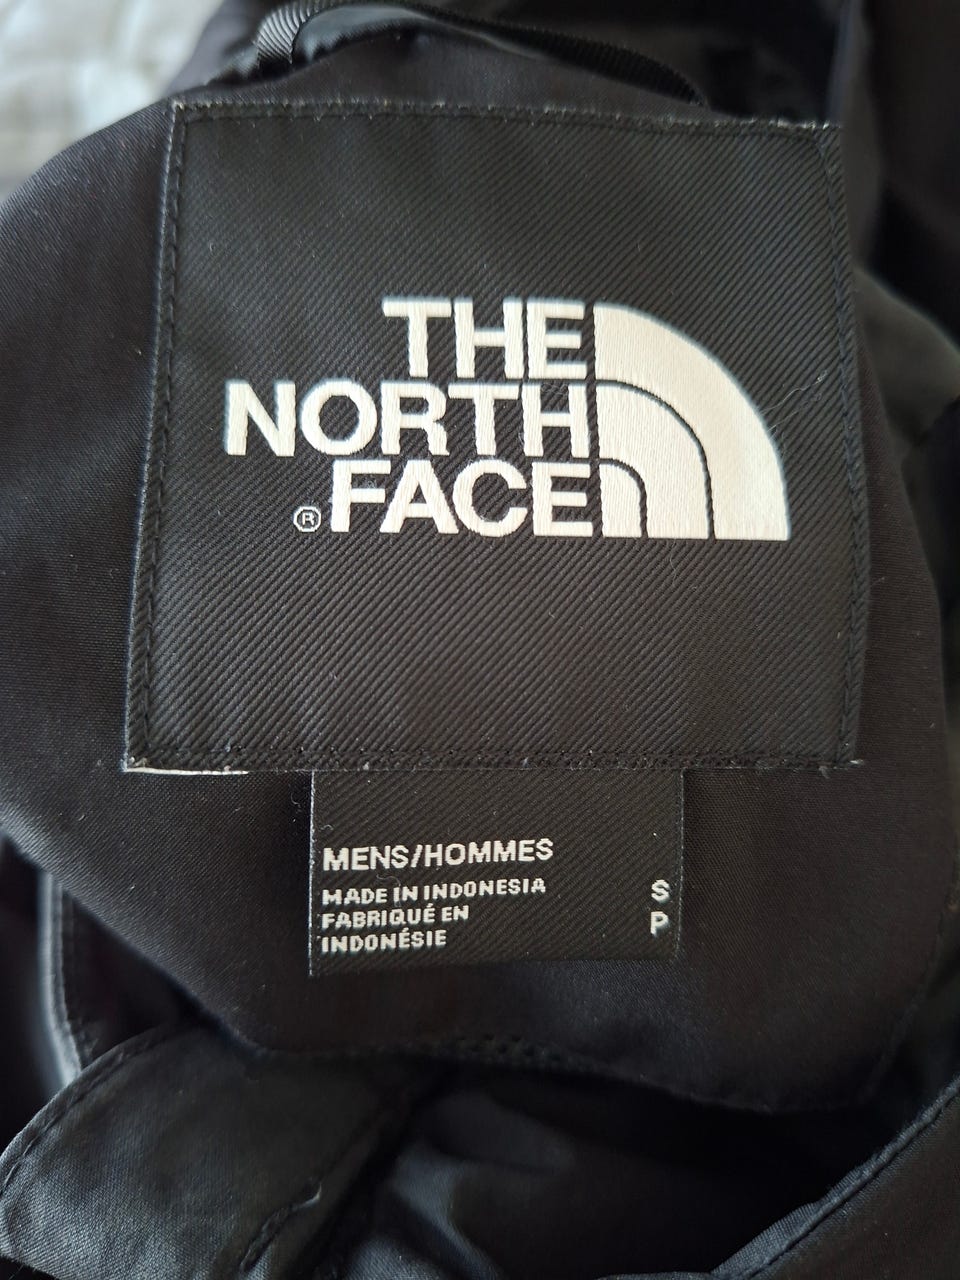 THE
NORTH
FACE
®
MENS/HOMMES
MADE IN INDONESIA S
FABRIQUÉ EN P
INDONÉSIE